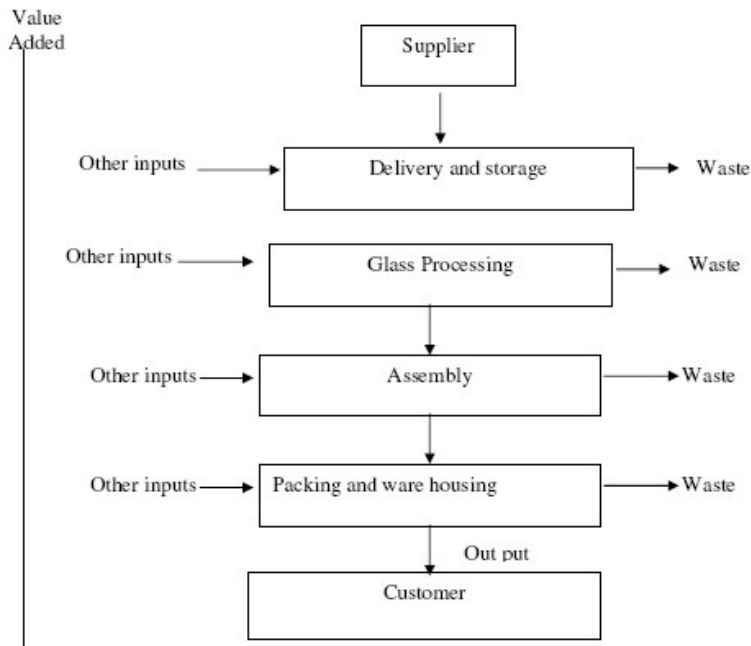 Value
Added
Supplier
Other inputs
Delivery and storage
Waste
Other inputs
Glass Processing
Waste
Other inputs
Assembly
Waste
Other inputs
Packing and ware housing
Waste
Out put
Customer